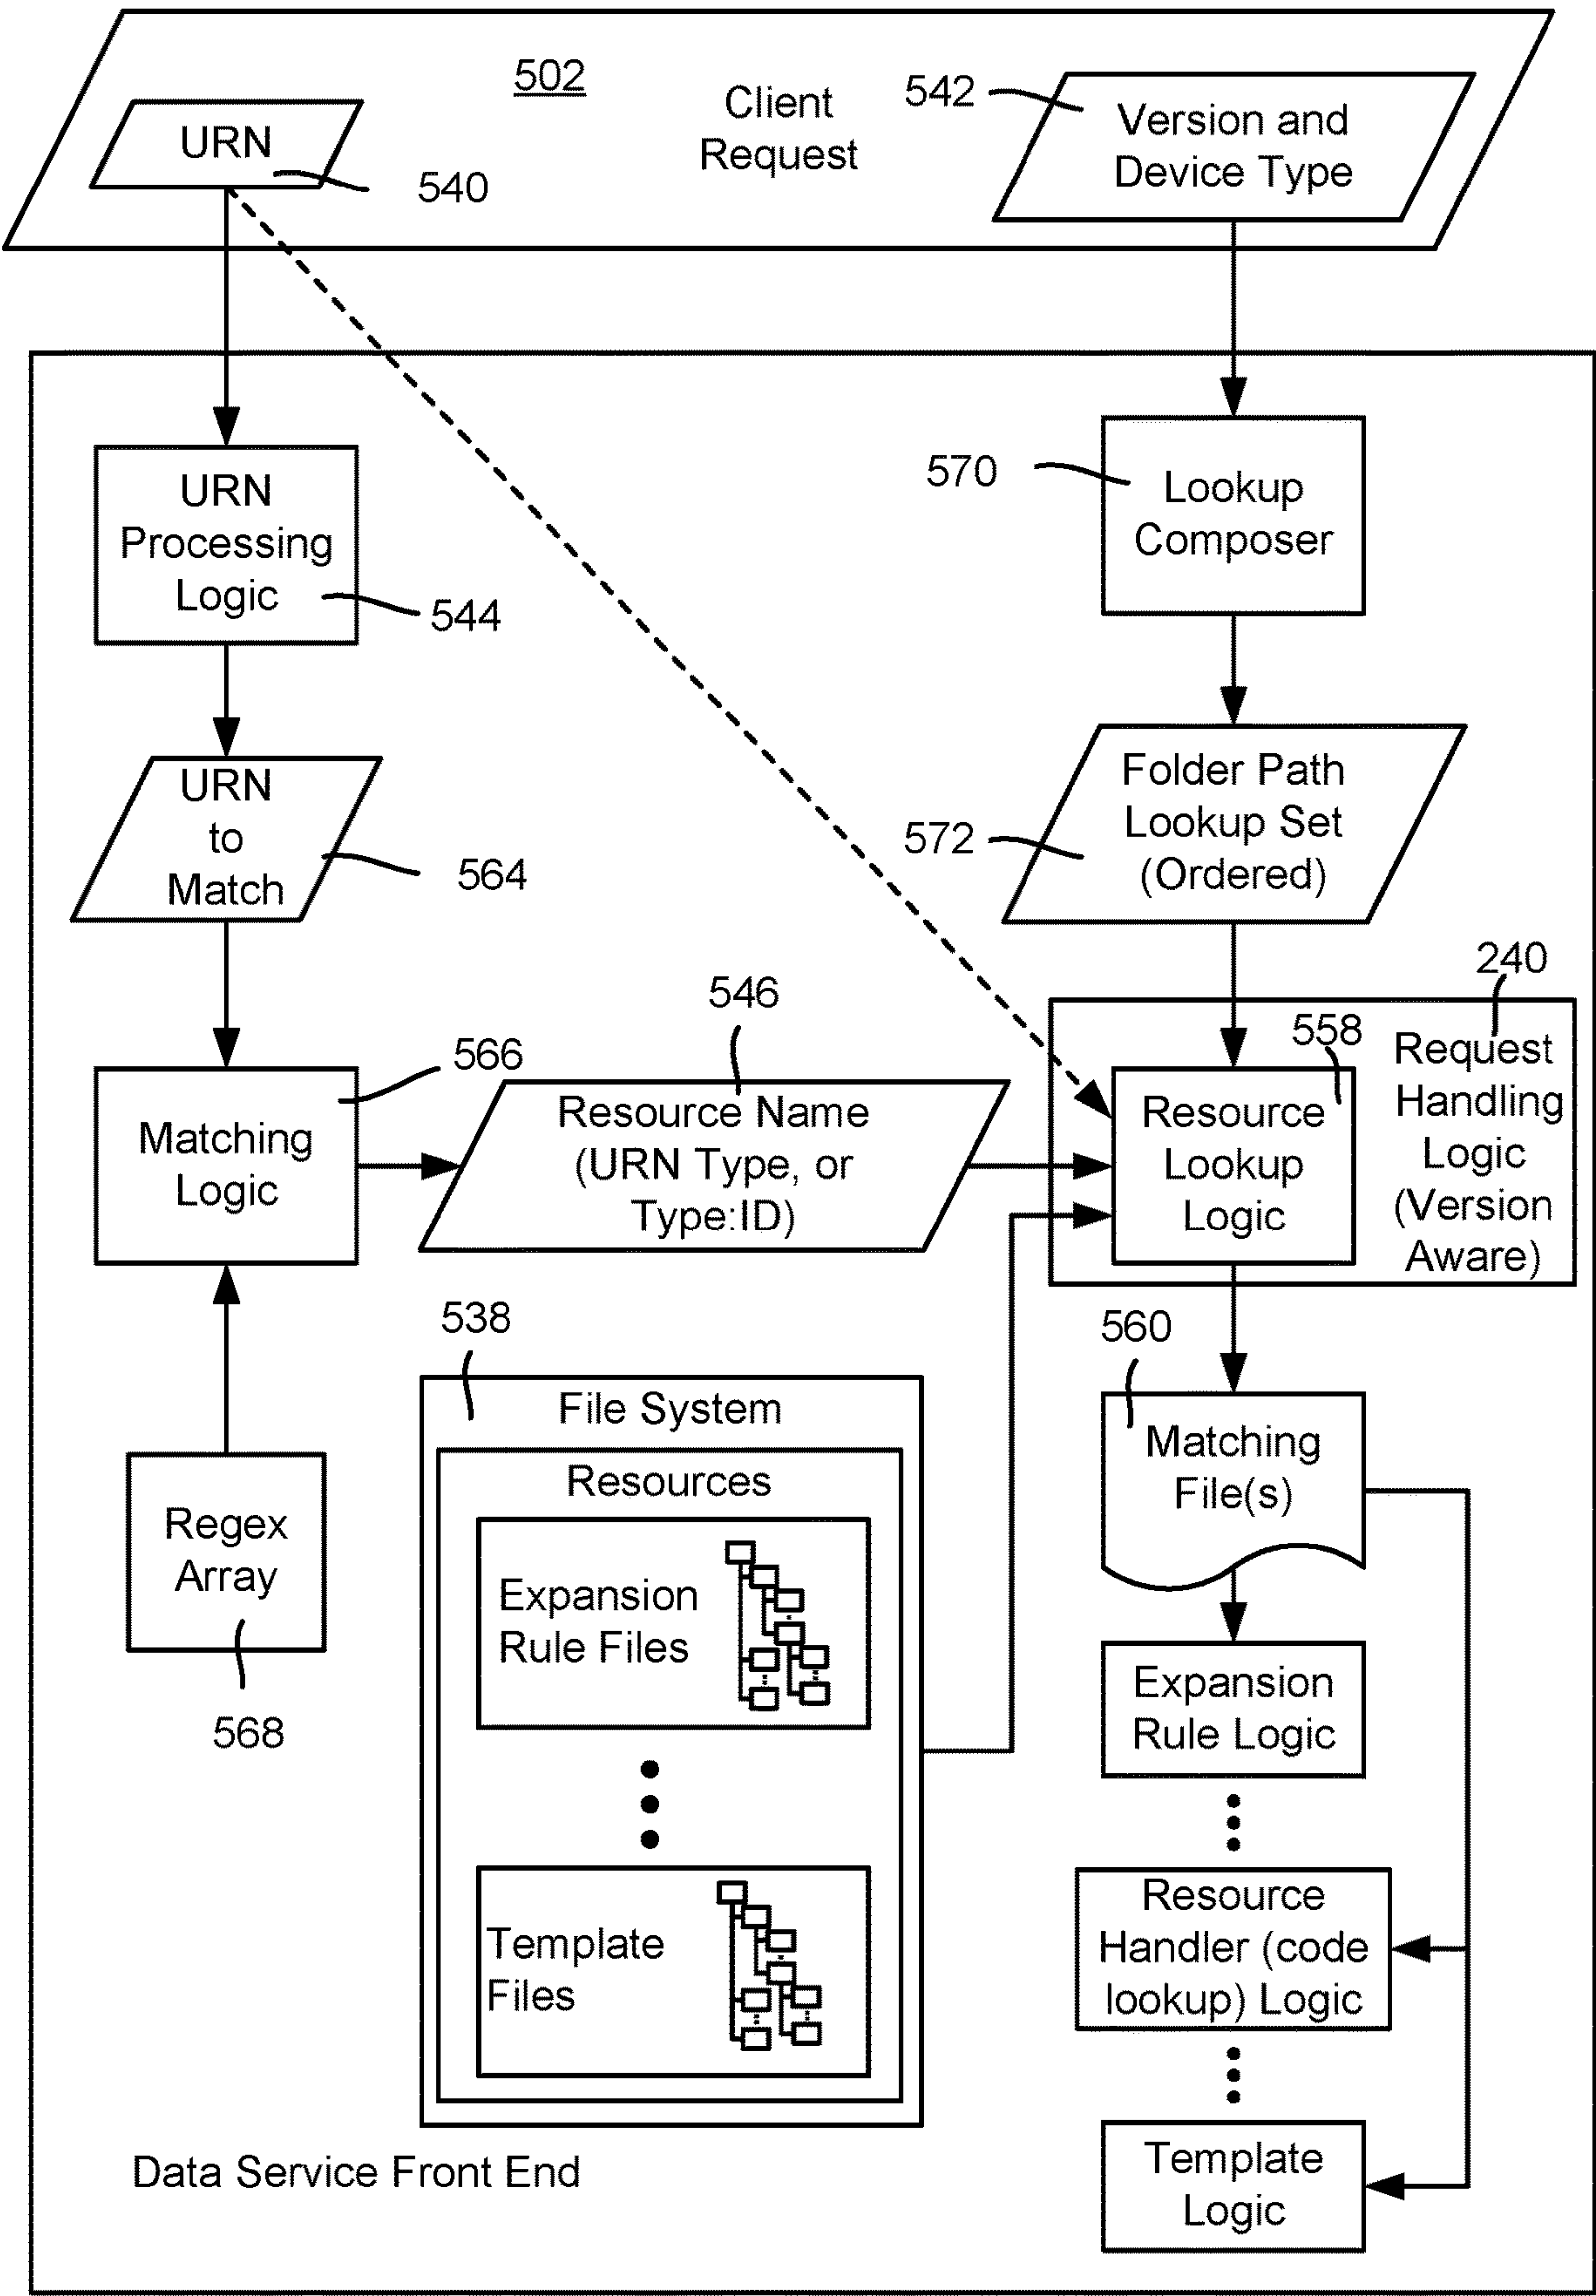 502
Client
Request
URN
540
542
Version and
Device Type
URN
Processing
Logic
544
570
Lookup
Composer
URN
to
Match
564
Folder Path
Lookup Set
(Ordered)
572
Matching
Logic
566
546
Resource Name
(URN Type, or
Type:ID)
240
558
Resource
Lookup
Logic
Request
Handling
Logic
(Version
Aware)
Regex
Array
568
538
File System
Resources
Expansion
Rule Files
Template
Files
560
Matching
File(s)
Expansion
Rule Logic
Resource
Handler (code
lookup) Logic
Template
Logic
Data Service Front End